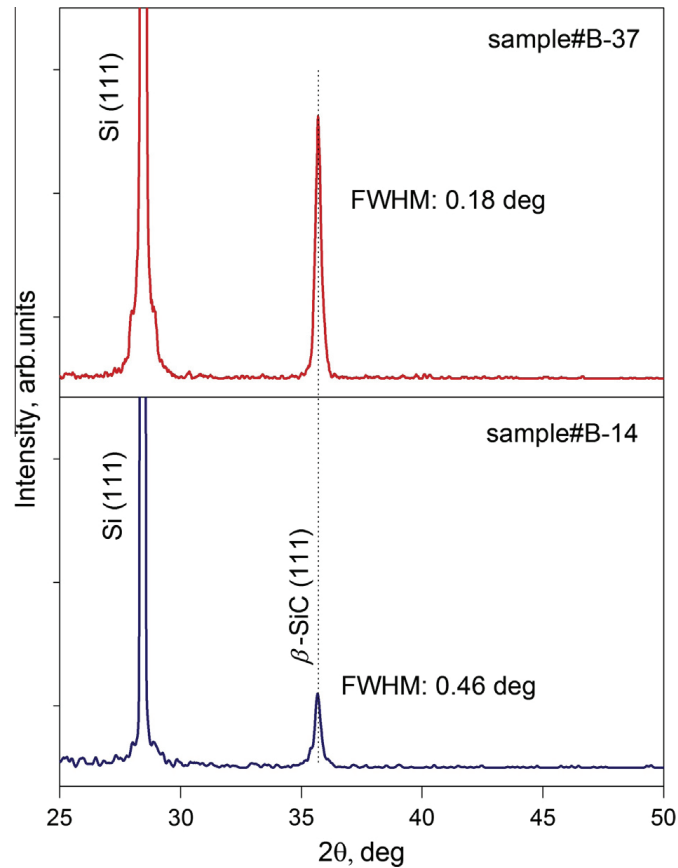 sample#B-37
Si (111)
FWHM: 0.18 deg
Intensity, arb.units
sample#B-14
Si (111)
β-SiC (111)
FWHM: 0.46 deg
25 30 35 40 45 50
2θ, deg